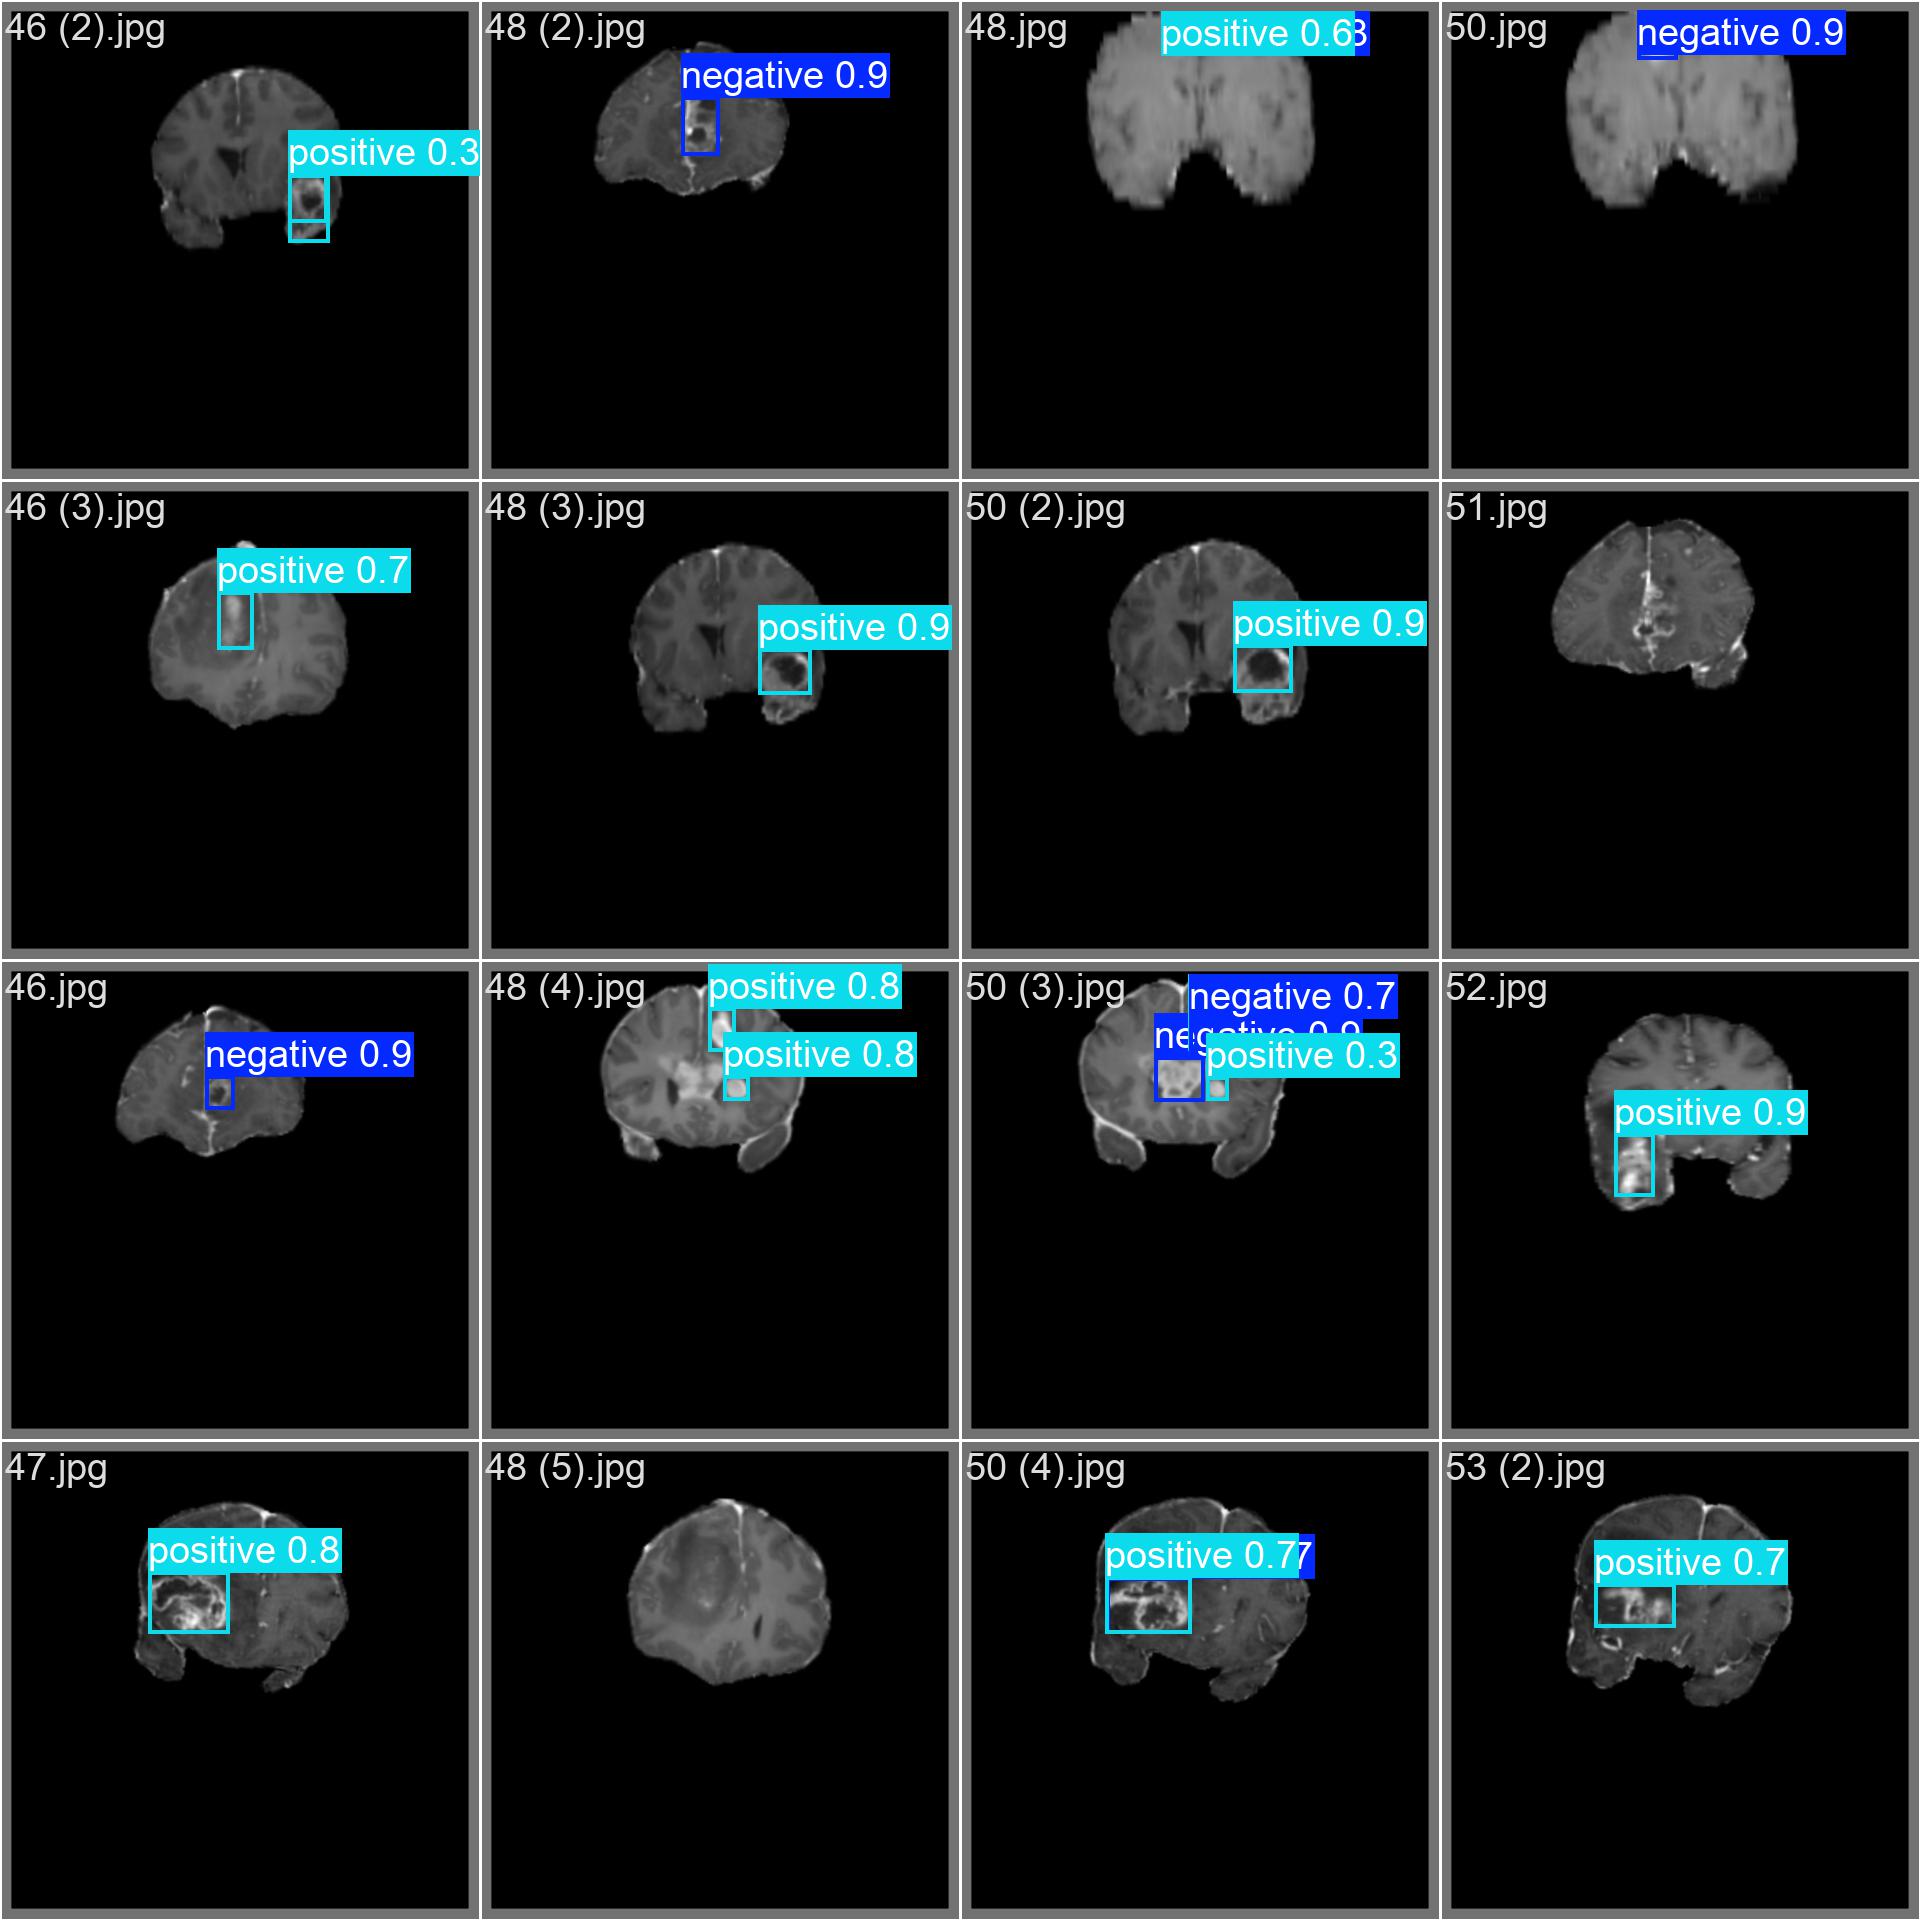 46 (2).jpg
positive 0.3
48 (2).jpg
negative 0.9
48.jpg
positive 0.6
50.jpg
negative 0.9
46 (3).jpg
positive 0.7
48 (3).jpg
positive 0.9
50 (2).jpg
positive 0.9
51.jpg
46.jpg
negative 0.9
48 (4).jpg
positive 0.8
positive 0.8
50 (3).jpg
negative 0.7
negative 0.9
positive 0.3
52.jpg
positive 0.9
47.jpg
positive 0.8
48 (5).jpg
50 (4).jpg
positive 0.7
53 (2).jpg
positive 0.7